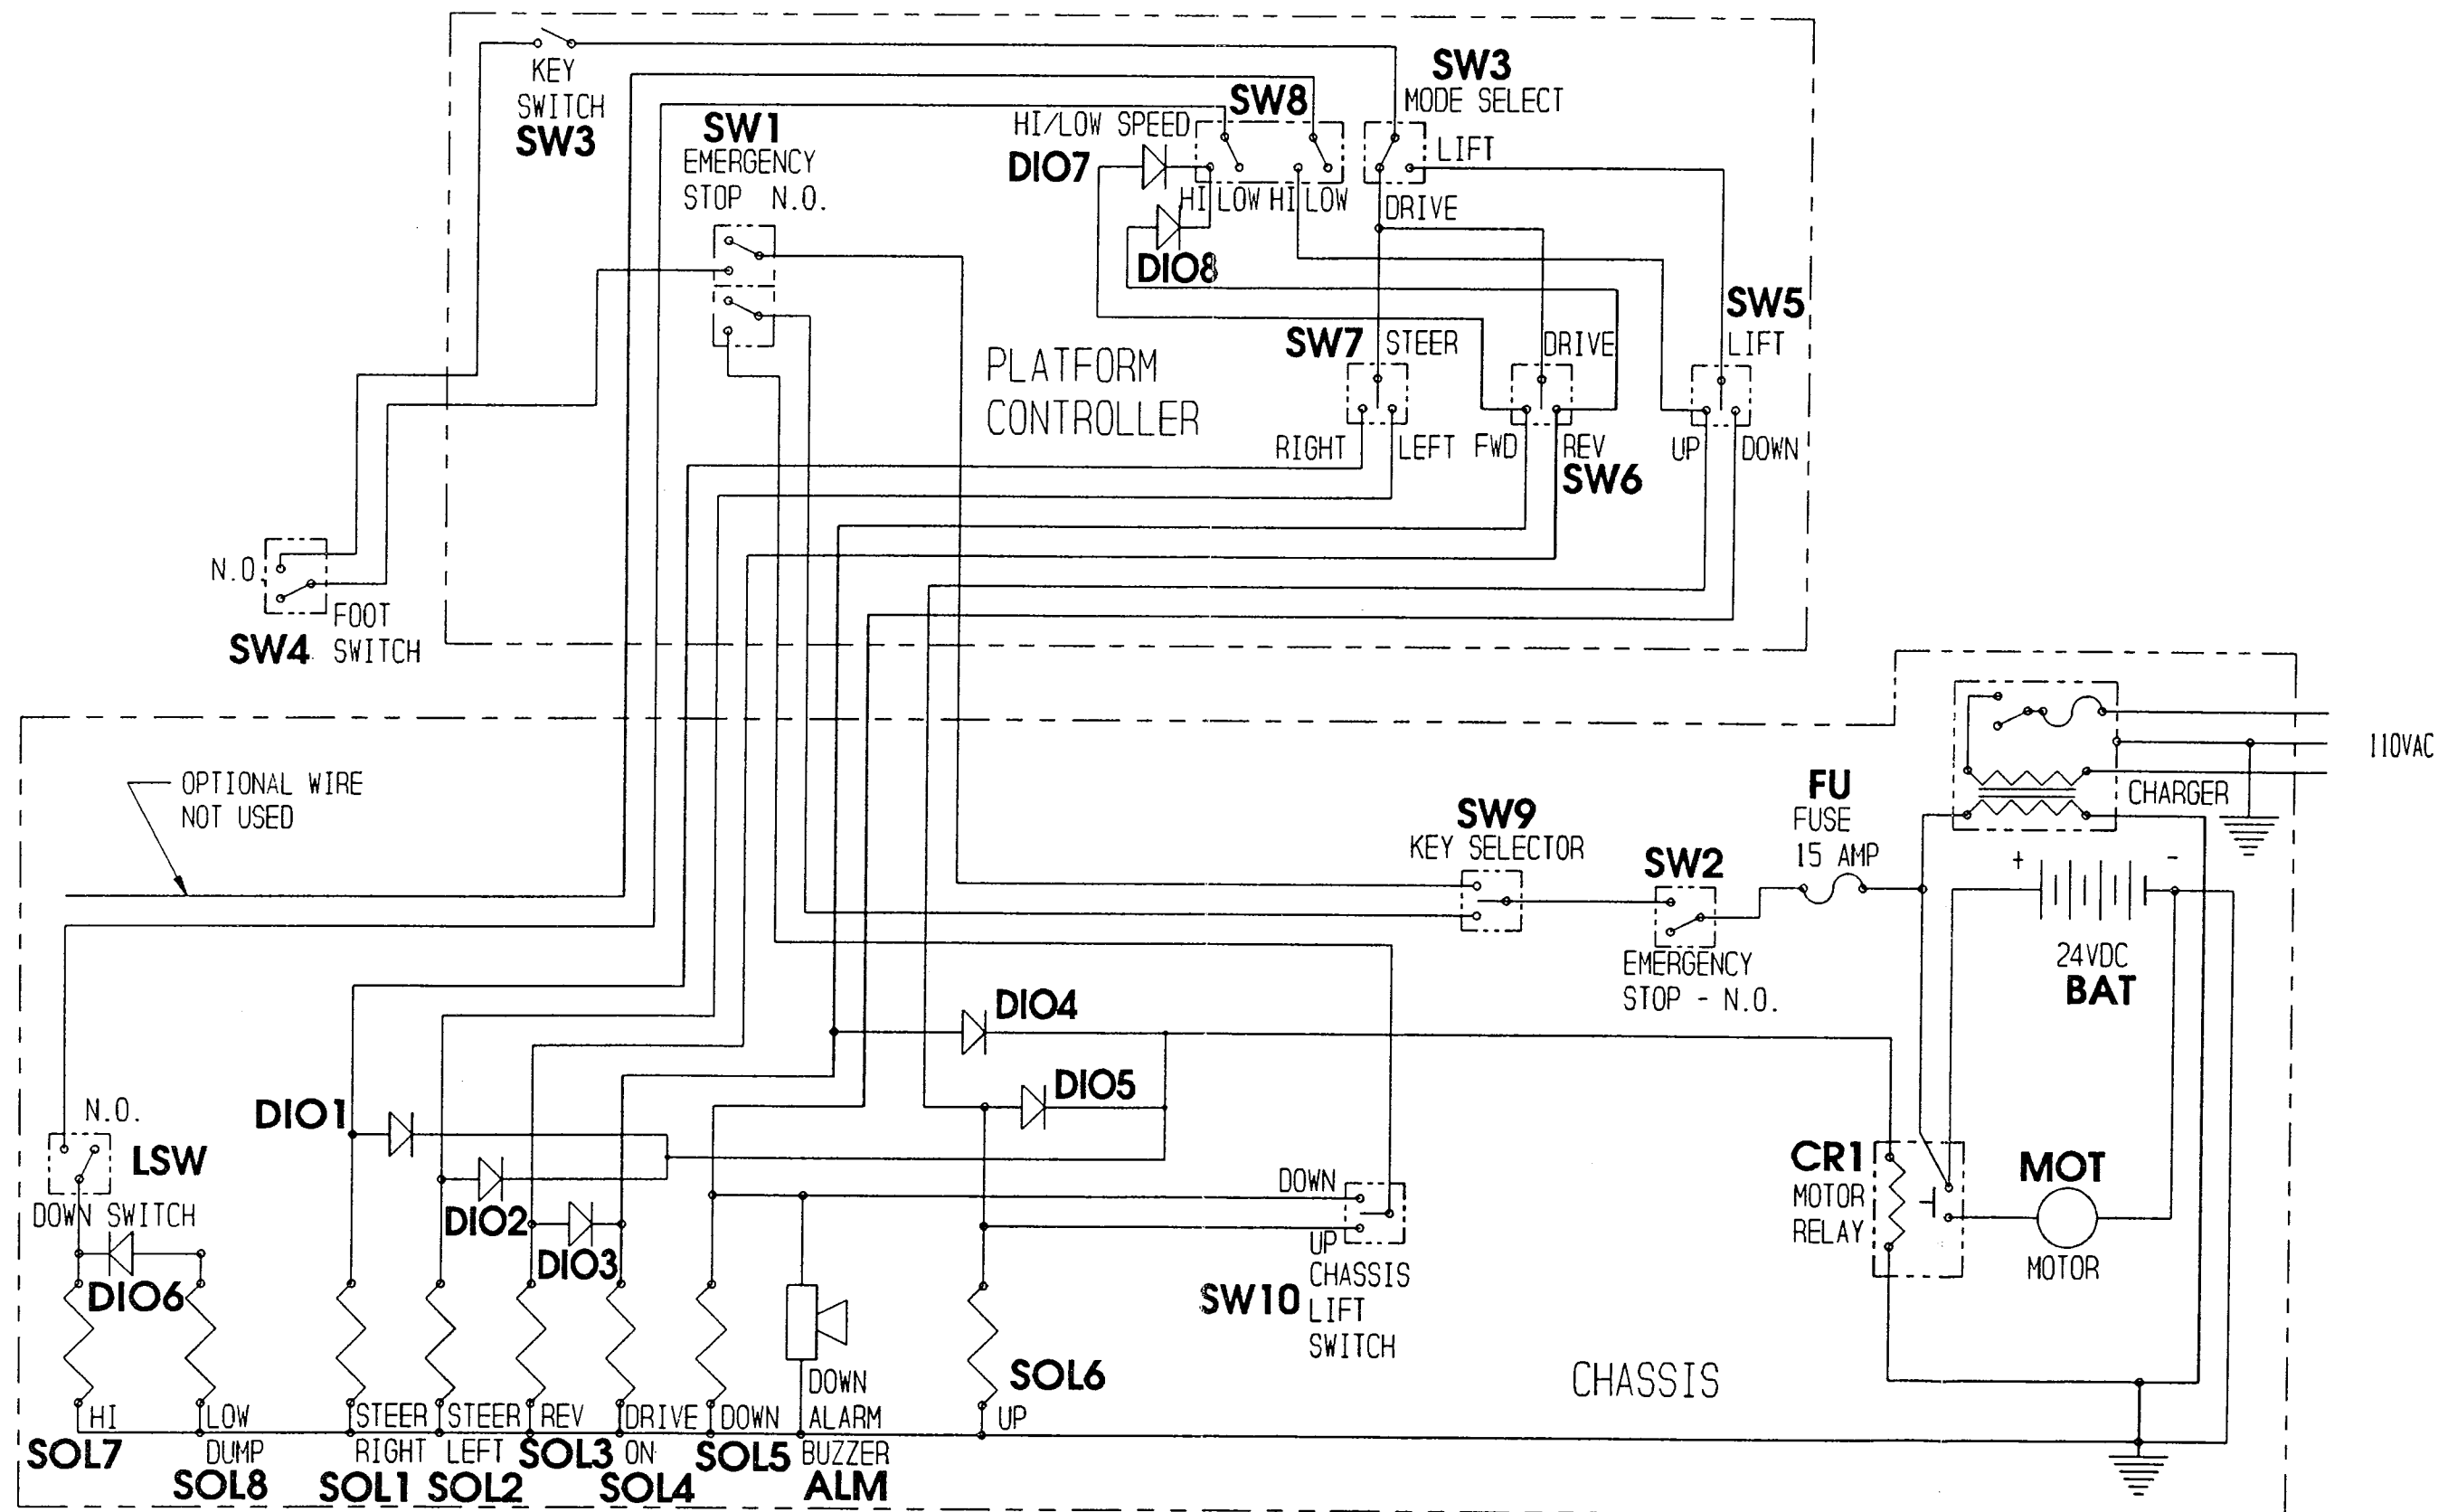 KEY
SWITCH
SW3
SW1
EMERGENCY
STOP N.O.
HI/LOW SPEED
SW8
DIO7
HI LOW HI LOW
DIO8
SW3
MODE SELECT
LIFT
DRIVE
SW5
LIFT
SW7
STEER
DRIVE
PLATFORM
CONTROLLER
RIGHT
LEFT
FWD
REV
SW6
UP
DOWN
N.O.
FOOT
SWITCH
SW4
OPTIONAL WIRE
NOT USED
110VAC
CHARGER
FU
FUSE
15 AMP
SW9
KEY SELECTOR
SW2
EMERGENCY
STOP - N.O.
+
-
24VDC
BAT
DIO4
DIO5
N.O.
DIO1
LSW
DOWN SWITCH
DIO2
DIO3
DIO6
DOWN
UP
CHASSIS
LIFT
SWITCH
SW10
CR1
MOTOR
RELAY
MOT
MOTOR
CHASSIS
HI
SOL7
LOW
DUMP
SOL8
STEER
RIGHT
SOL1
STEER
LEFT
SOL2
REV
SOL3
DRIVE
ON
SOL4
DOWN
SOL5
DOWN
ALARM
BUZZER
ALM
SOL6
UP